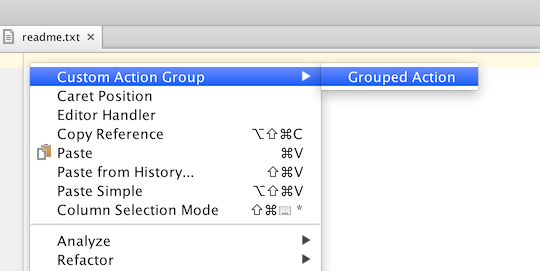 readme.txt
Custom Action Group
Grouped Action
Caret Position
Editor Handler
Copy Reference ⌥⇧⌘C
Paste ⌘V
Paste from History... ⇧⌘V
Paste Simple ⌥⇧⌘V
Column Selection Mode ⇧⌘ *
Analyze
Refactor